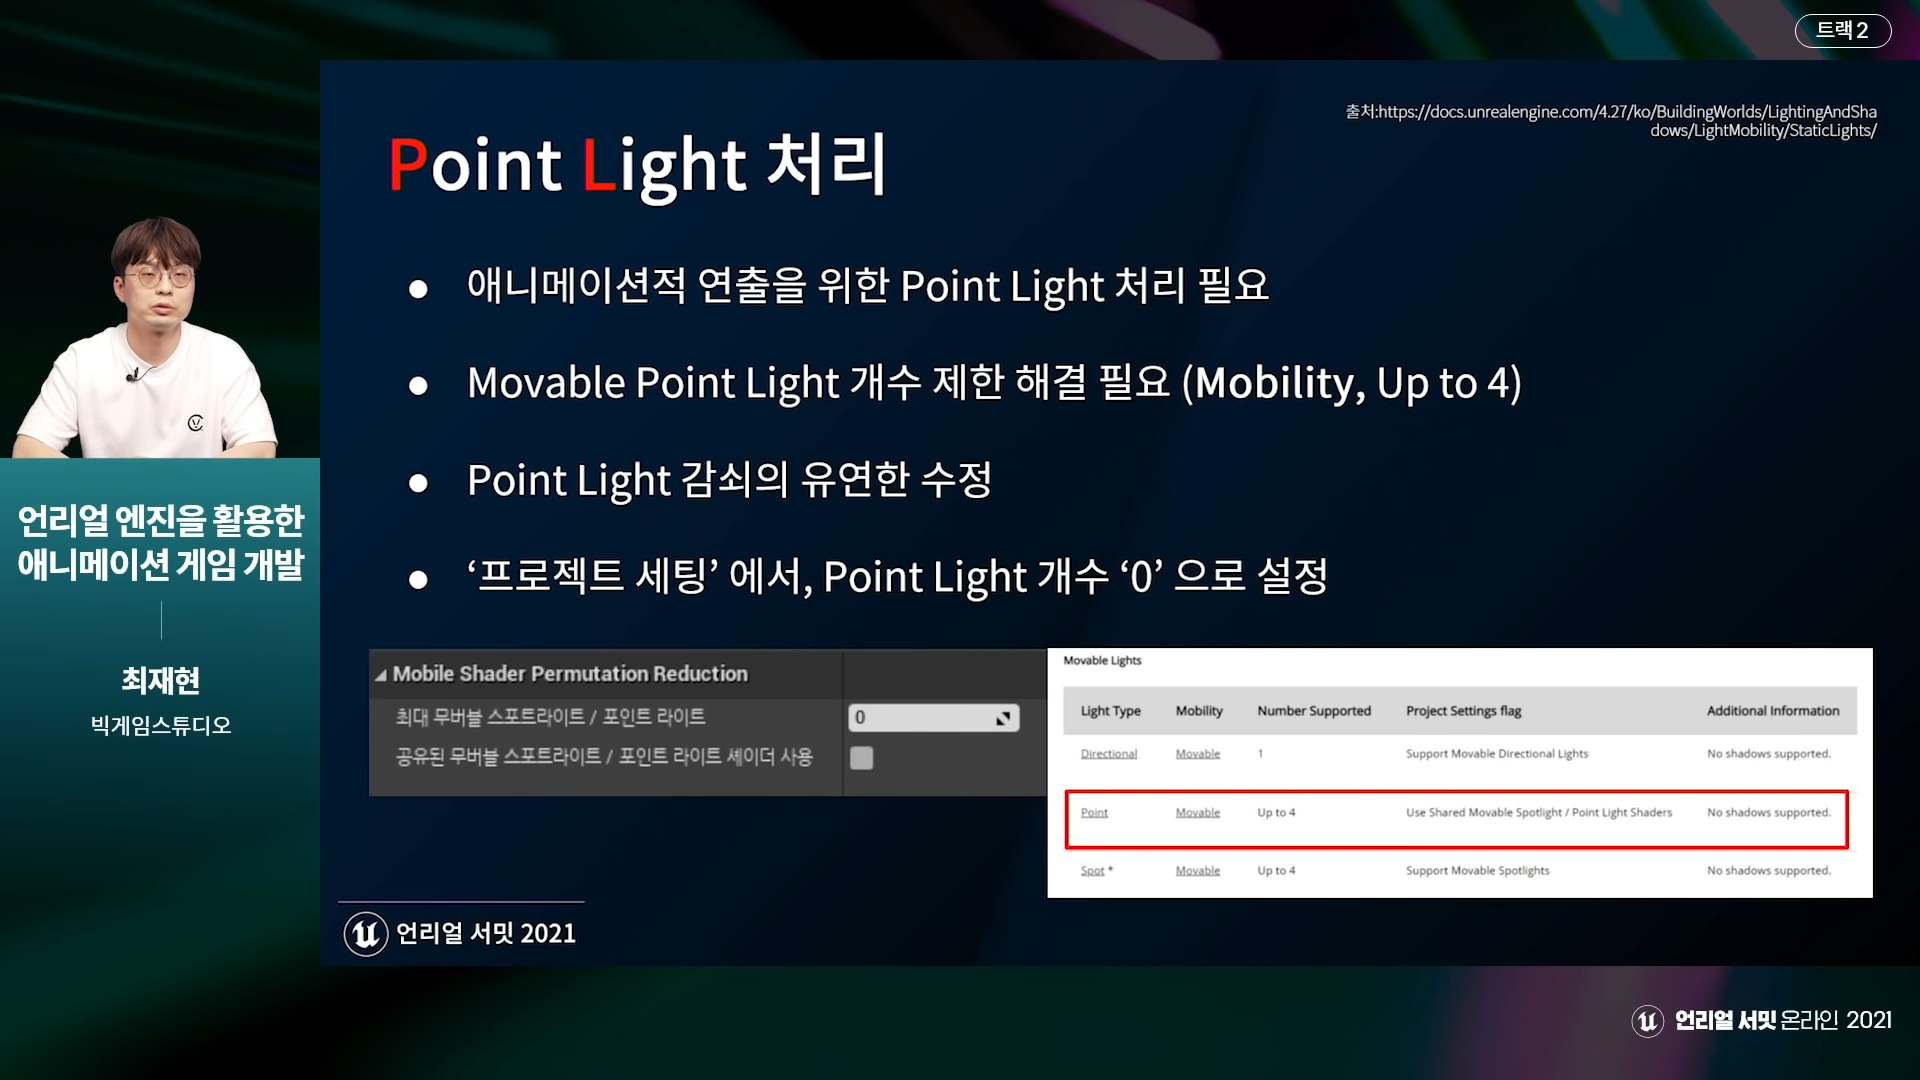 트랙2
출처:https://docs.unrealengine.com/4.27/ko/BuildingWorlds/LightingAndSha
dows/LightMobility/StaticLights/
Point Light 처리
● 애니메이션적 연출을 위한 Point Light 처리 필요
● Movable Point Light 개수 제한 해결 필요 (Mobility, Up to 4)
● Point Light 감쇠의 유연한 수정
● ‘프로젝트 세팅’ 에서, Point Light 개수 ‘0’ 으로 설정
언리얼 엔진을 활용한
애니메이션 게임 개발
최재현
빅게임스튜디오
Mobile Shader Permutation Reduction
최대 무버블 스포트라이트 / 포인트 라이트 0
공유된 무버블 스포트라이트 / 포인트 라이트 셰이더 사용
Movable Lights
Light Type Mobility Number Supported Project Settings flag Additional Information
Directional Movable 1 Support Movable Directional Lights No shadows supported.
Point Movable Up to 4 Use Shared Movable Spotlight / Point Light Shaders No shadows supported.
Spot * Movable Up to 4 Support Movable Spotlights No shadows supported.
언리얼 서밋 2021
언리얼 서밋 온라인 2021